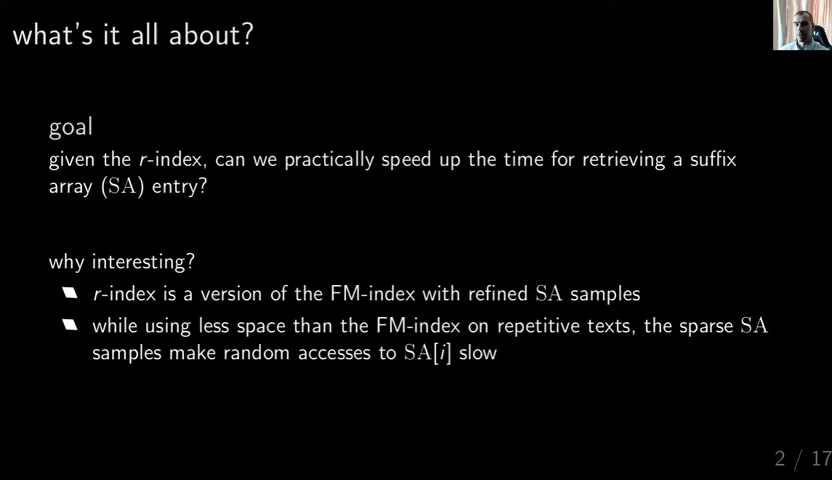 what's it all about?
goal
given the r-index, can we practically speed up the time for retrieving a suffix
array (SA) entry?
why interesting?
r-index is a version of the FM-index with refined SA samples
while using less space than the FM-index on repetitive texts, the sparse SA
samples make random accesses to SA[i] slow
2 / 17